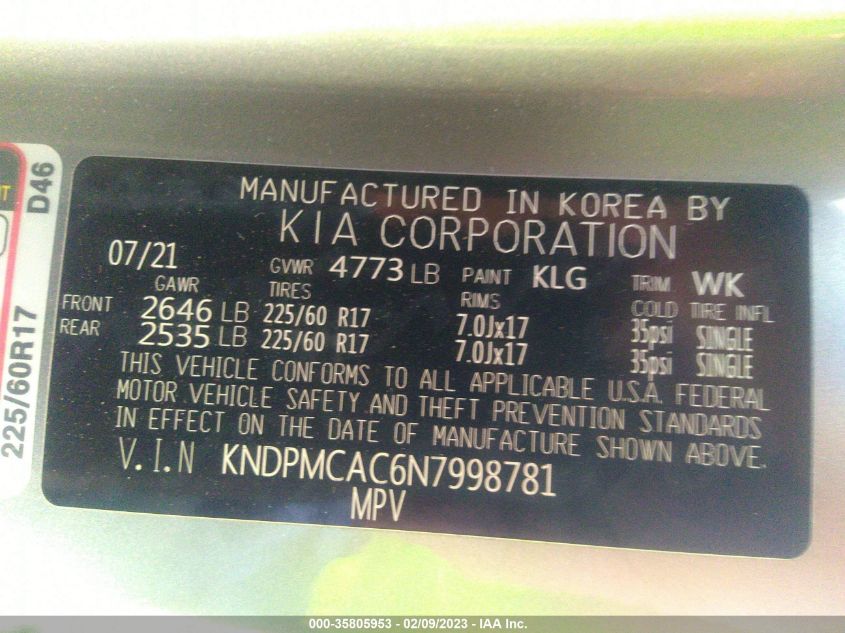 MANUFACTURED IN KOREA BY
KIA CORPORATION
07/21 GVWR 4773 LB PAINT KLG TRIM WK
GAWR TIRES RIMS COLD TIRE INFL
FRONT 2646 LB 225/60 R17 7.0Jx17 35psi SINGLE
REAR 2535 LB 225/60 R17 7.0Jx17 35psi SINGLE
THIS VEHICLE CONFORMS TO ALL APPLICABLE U.S.A. FEDERAL
MOTOR VEHICLE SAFETY AND THEFT PREVENTION STANDARDS
IN EFFECT ON THE DATE OF MANUFACTURE SHOWN ABOVE.
V.I.N KNDPMCAC6N7998781
MPV
D46
225/60R17
000-35805953 - 02/09/2023 - IAA Inc.